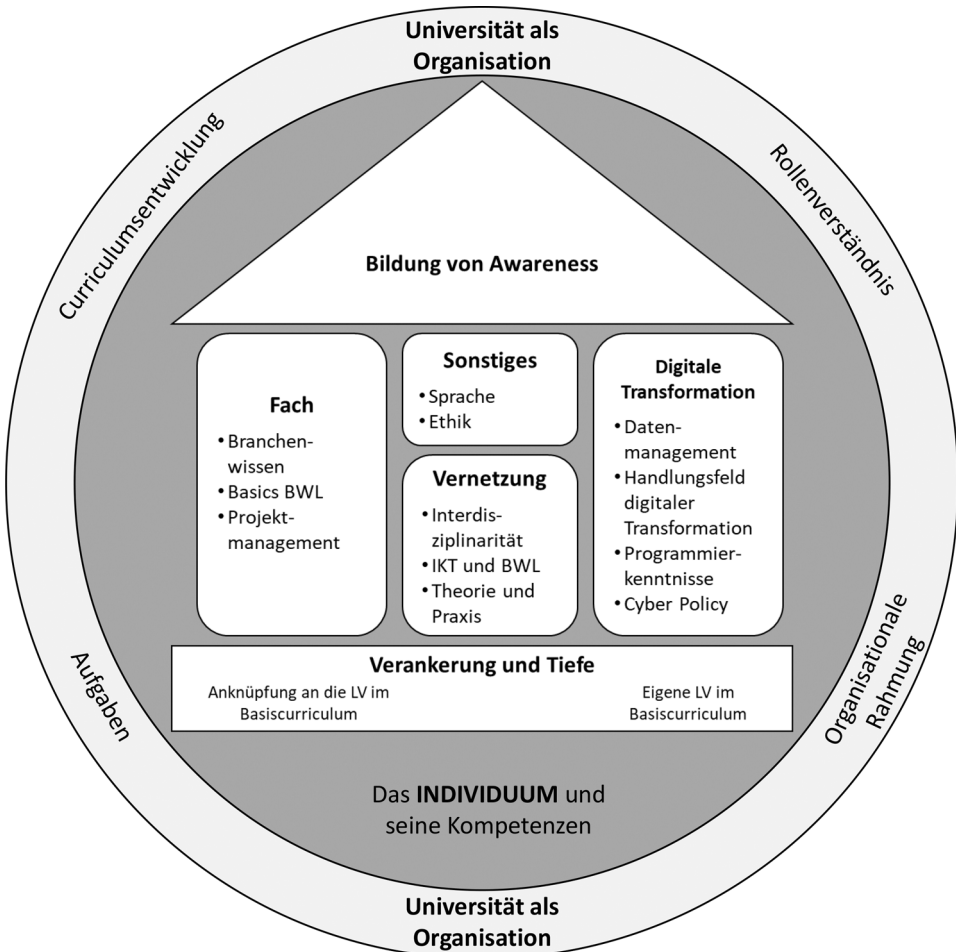 Universität als
Organisation
Curriculumsentwicklung
Rollenverständnis
Bildung von Awareness
Fach
• Branchen-
wissen
• Basics BWL
• Projekt-
management
Sonstiges
• Sprache
• Ethik
Vernetzung
• Interdis-
ziplinarität
• IKT und BWL
• Theorie und
Praxis
Digitale
Transformation
• Daten-
management
• Handlungsfeld
digitaler
Transformation
• Programmier-
kenntnisse
• Cyber Policy
Verankerung und Tiefe
Anknüpfung an die LV im
Basiscurriculum
Eigene LV im
Basiscurriculum
Aufgaben
Organisationale
Rahmung
Das INDIVIDUUM und
seine Kompetenzen
Universität als
Organisation